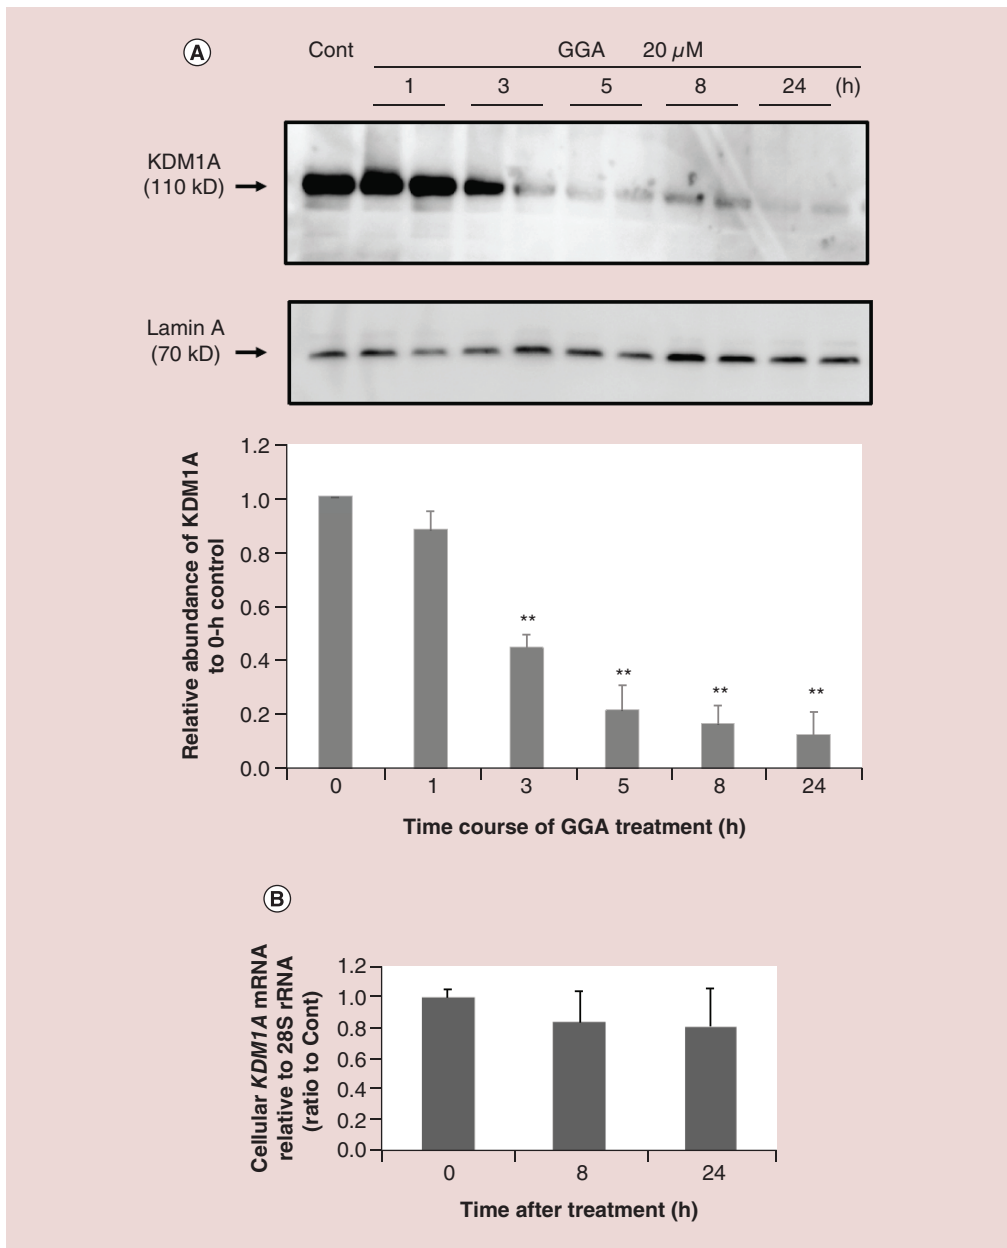 A
Cont GGA 20 µM
1 3 5 8 24 (h)
KDM1A
(110 kD)
Lamin A
(70 kD)
Relative abundance of KDM1A
to 0-h control
1.2
1.0
0.8
0.6
0.4
0.2
0.0
**
**
**
**
0 1 3 5 8 24
Time course of GGA treatment (h)
B
Cellular KDM1A mRNA
relative to 28S rRNA
(ratio to Cont)
1.2
1.0
0.8
0.6
0.4
0.2
0.0
0 8 24
Time after treatment (h)